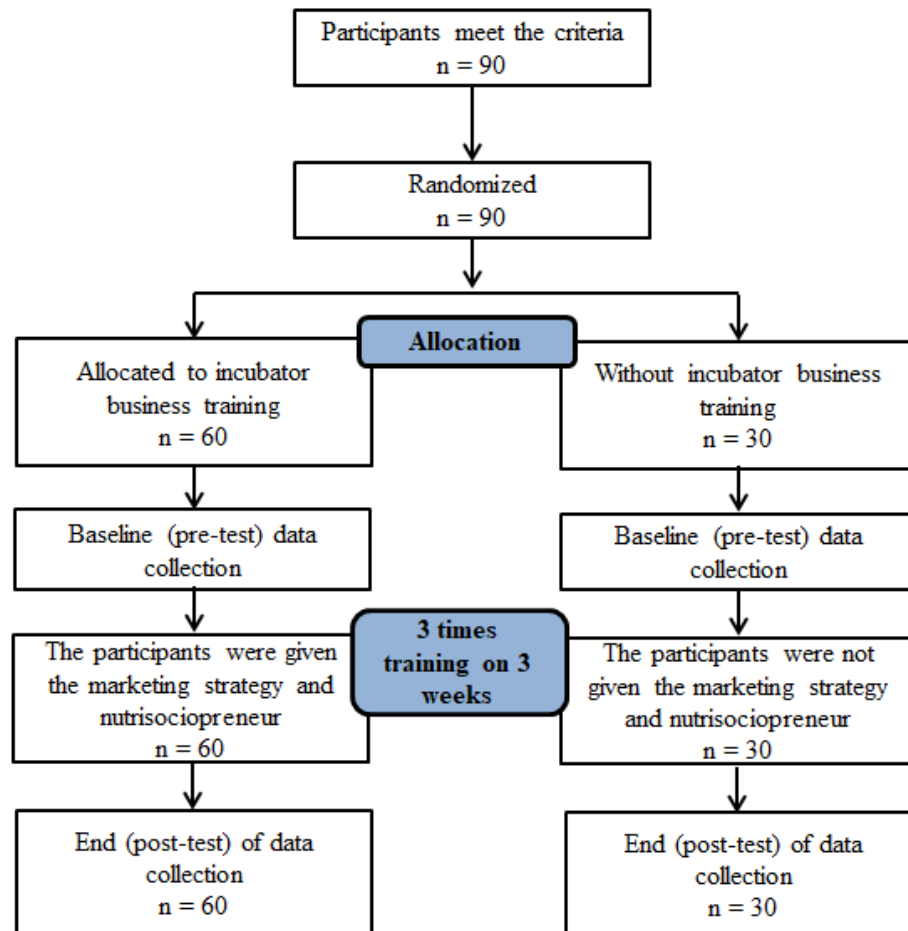 Participants meet the criteria
n = 90
Randomized
n = 90
Allocation
Allocated to incubator
business training
n = 60
Without incubator business
training
n = 30
Baseline (pre-test) data
collection
Baseline (pre-test) data
collection
3 times
training on 3
weeks
The participants were given
the marketing strategy and
nutrisociopreneur
n = 60
The participants were not
given the marketing strategy
and nutrisociopreneur
n = 30
End (post-test) of data
collection
n = 60
End (post-test) of data
collection
n = 30